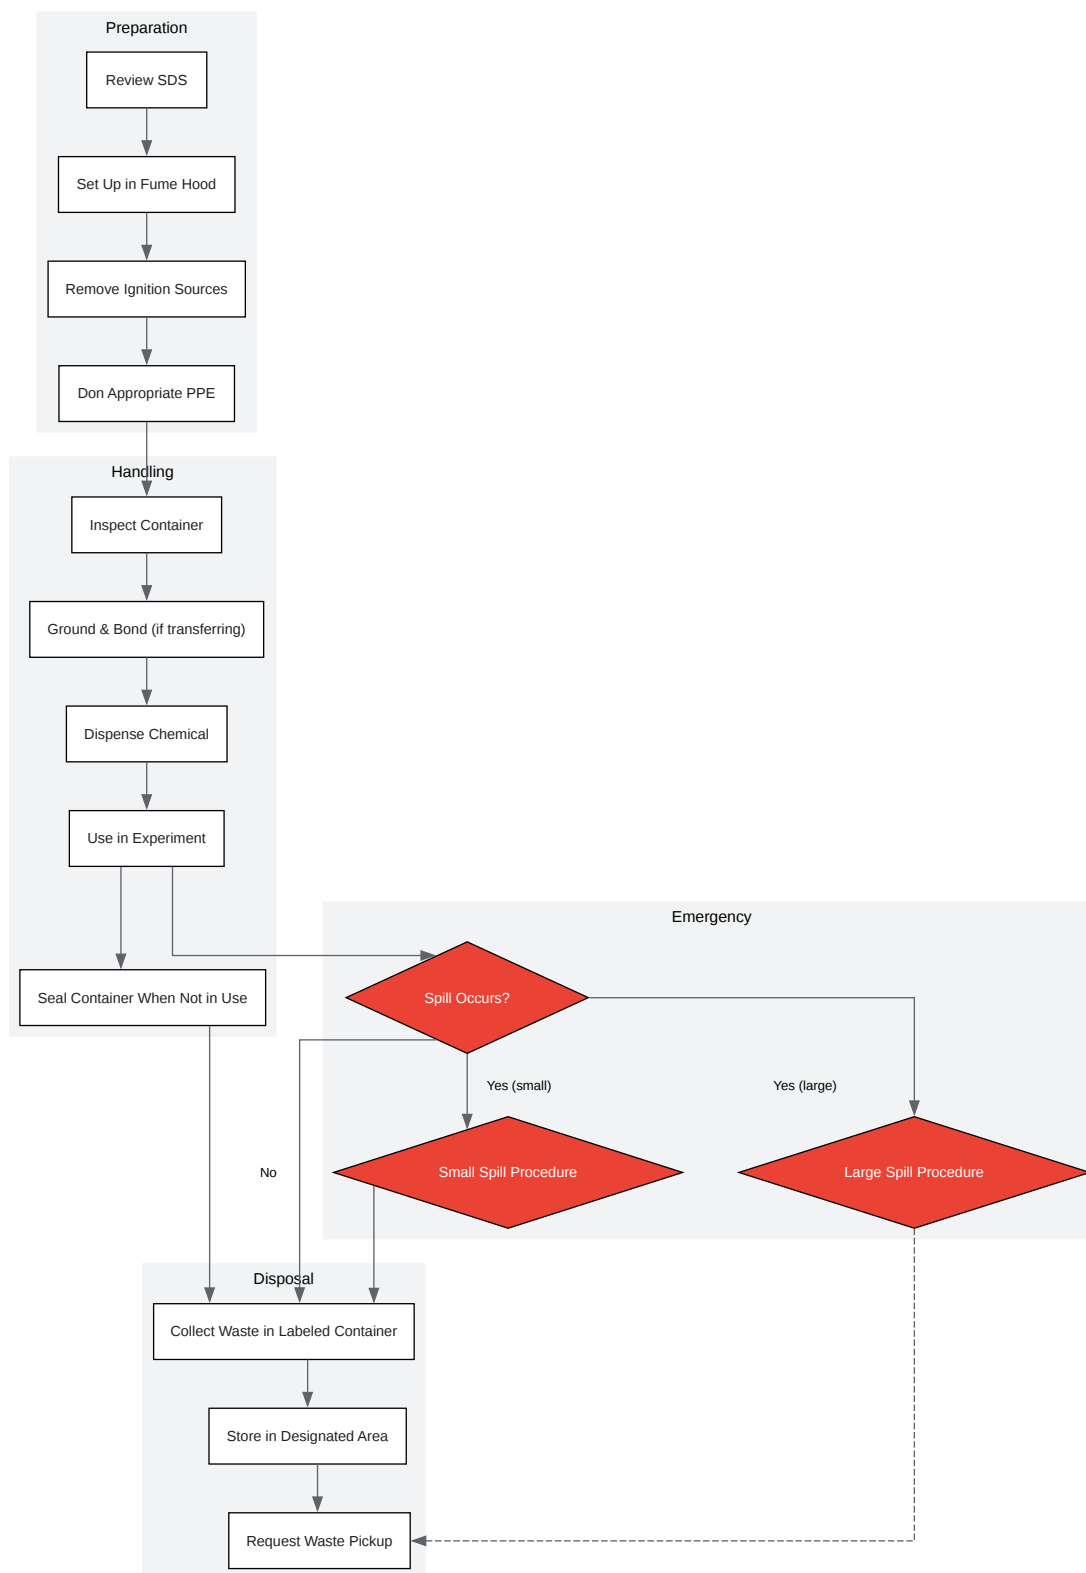 Preparation
Review SDS
Set Up in Fume Hood
Remove Ignition Sources
Don Appropriate PPE
Handling
Inspect Container
Ground & Bond (if transferring)
Dispense Chemical
Use in Experiment
Seal Container When Not in Use
Emergency
Spill Occurs?
Yes (small)
Yes (large)
No
Small Spill Procedure
Large Spill Procedure
Disposal
Collect Waste in Labeled Container
Store in Designated Area
Request Waste Pickup